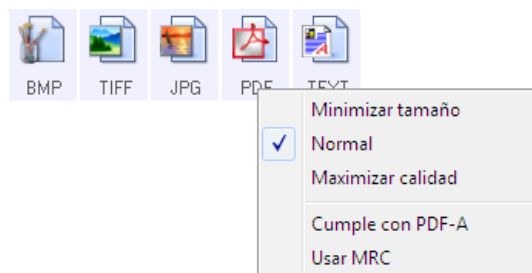 BMP TIFF JPG PDF TEXT
Minimizar tamaño
Normal
Maximizar calidad
Cumple con PDF-A
Usar MRC